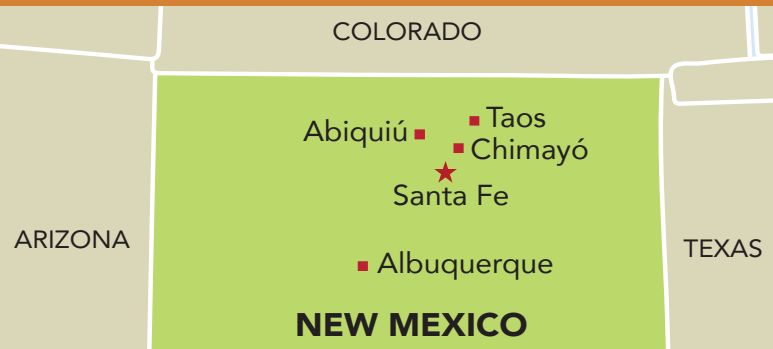 COLORADO
Taos
Abiquiú
Chimayó
Santa Fe
ARIZONA
TEXAS
Albuquerque
NEW MEXICO